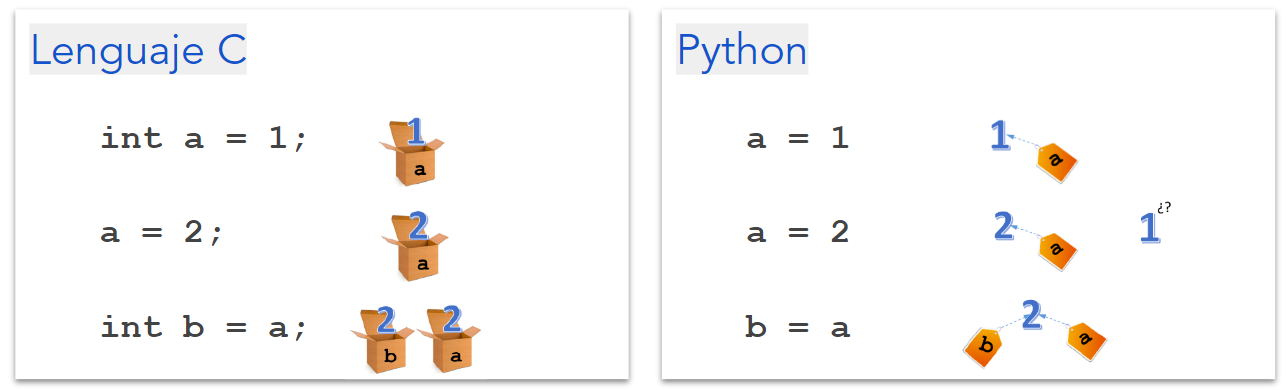 Lenguaje C
int a = 1;
1
a
a = 2;
2
a
int b = a;
2
2
b
a
Python
a = 1
1
a
a = 2
2
a
1
¿?
b = a
2
b
a